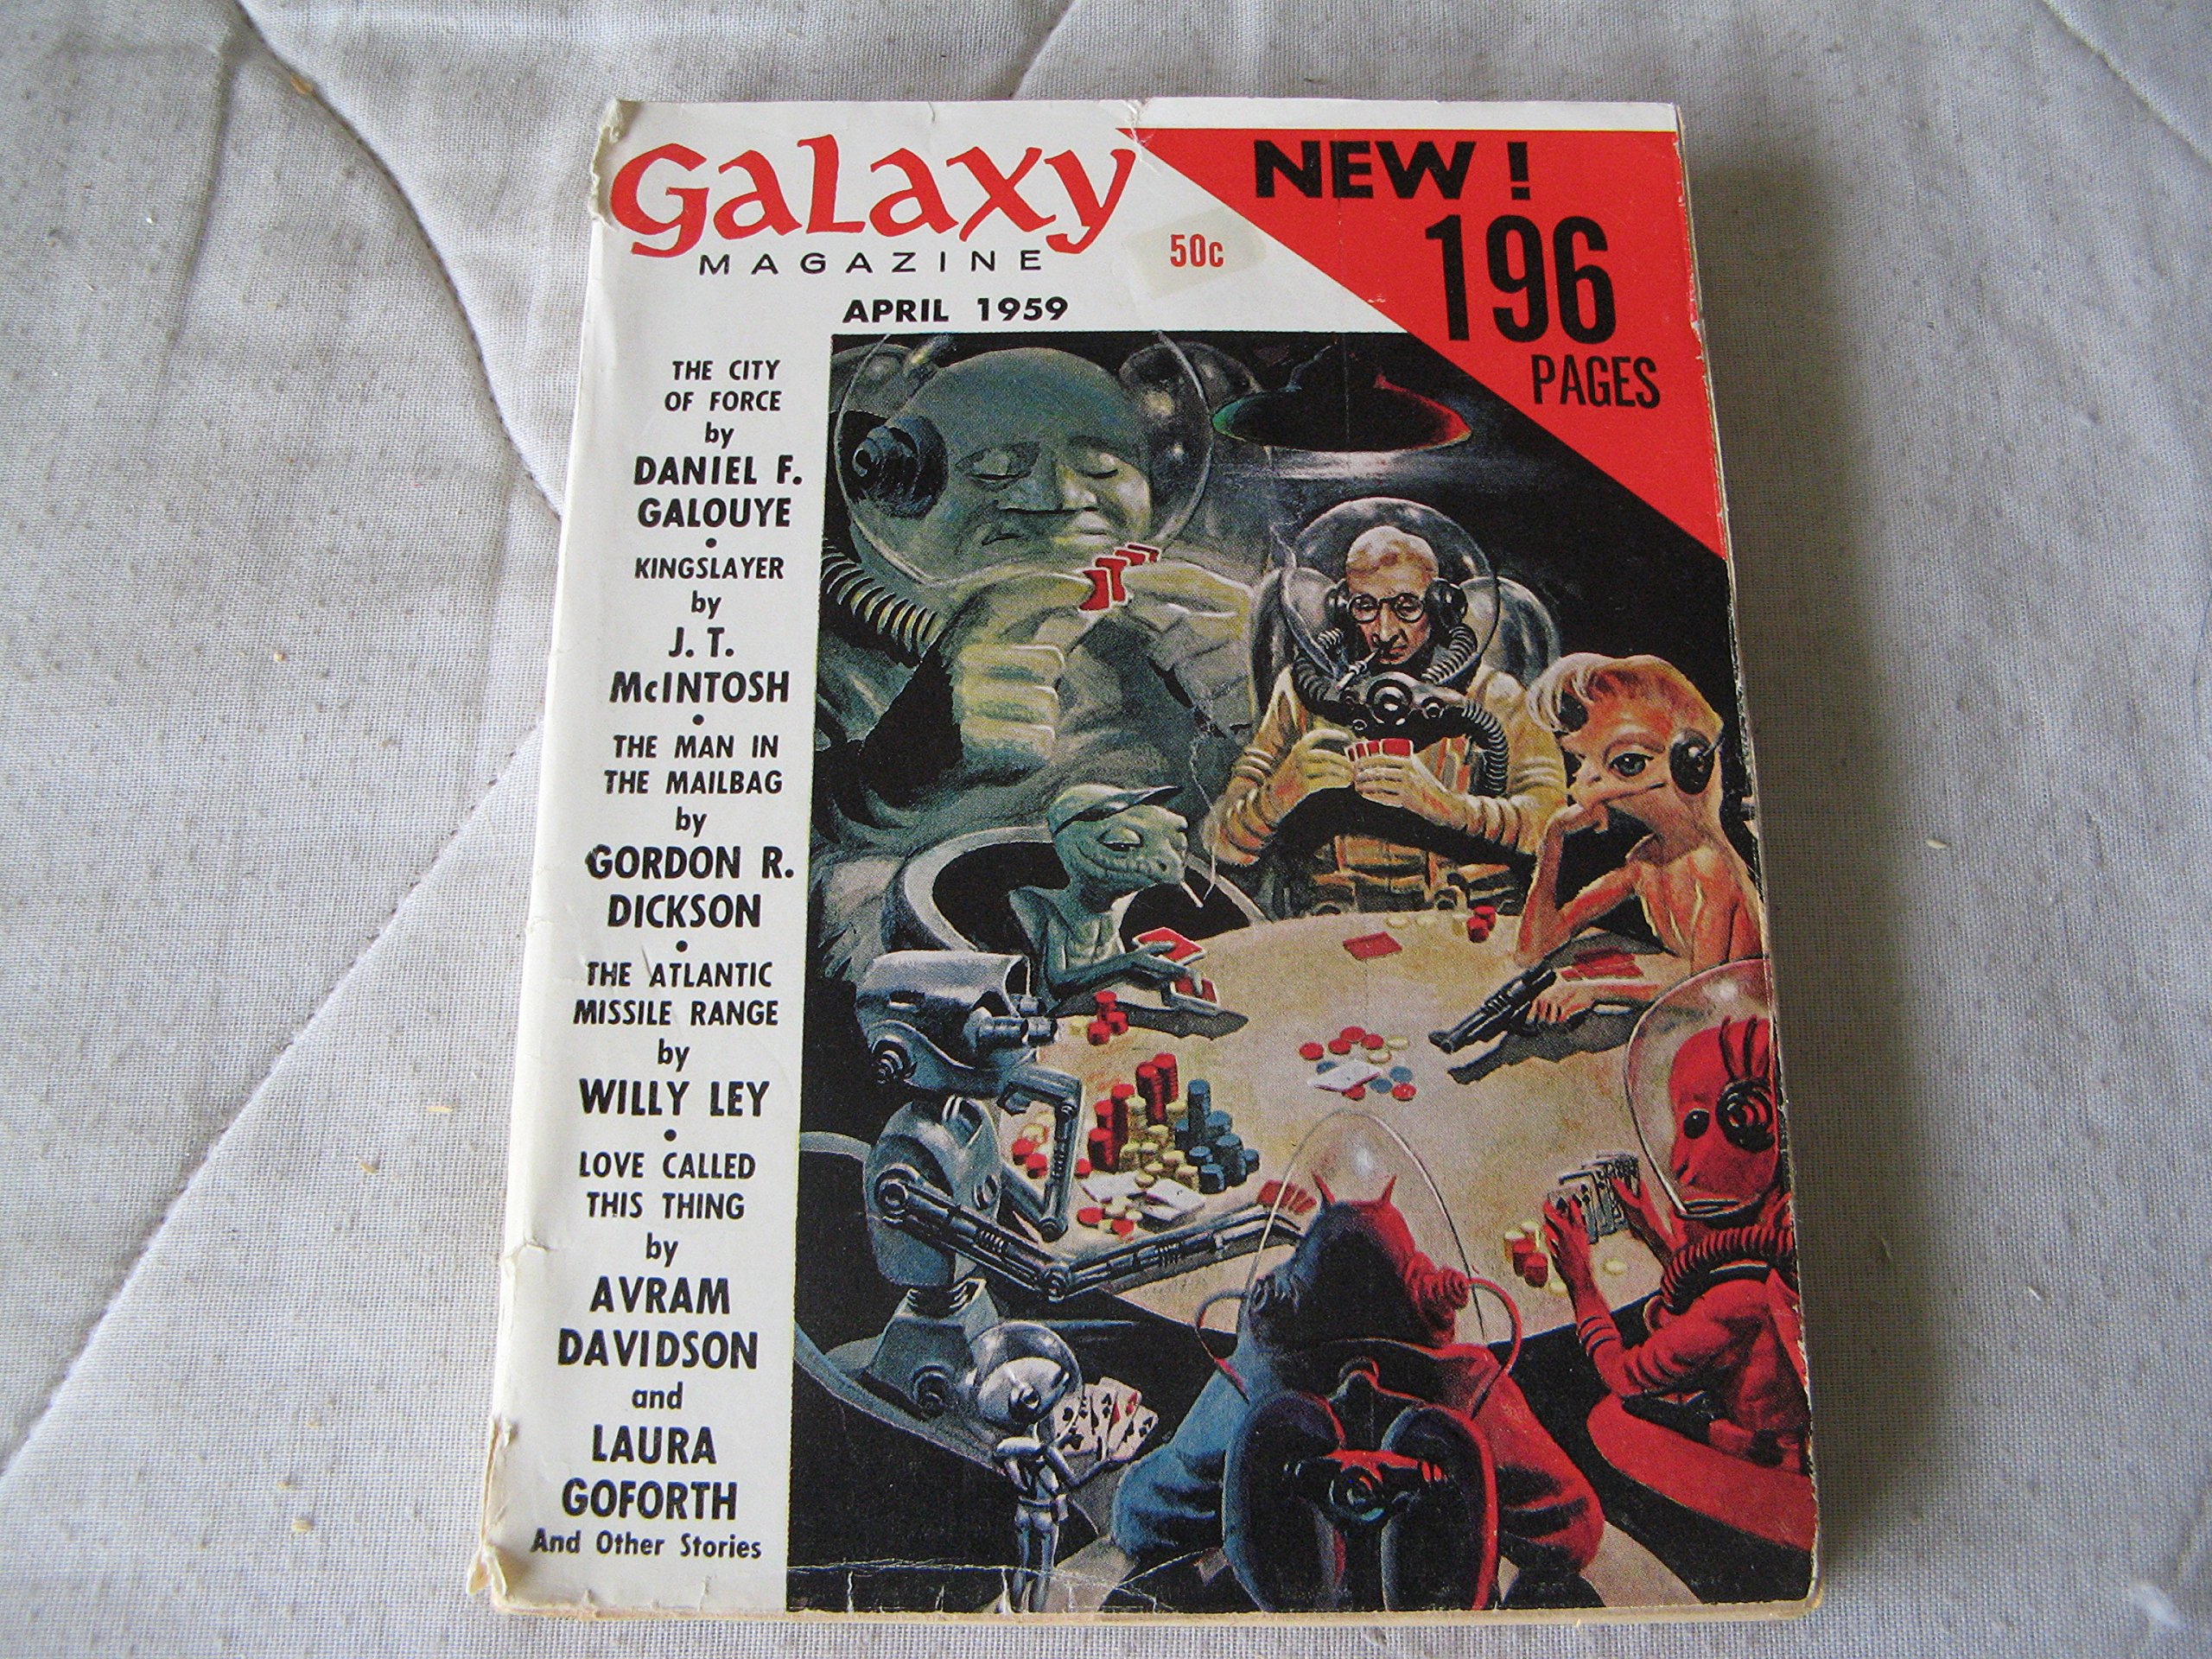 GALAXY
MAGAZINE
50c
APRIL 1959
NEW !
196
PAGES
THE CITY
OF FORCE
by
DANIEL F.
GALOUYE
•
KINGSLAYER
by
J. T.
McINTOSH
•
THE MAN IN
THE MAILBAG
by
GORDON R.
DICKSON
•
THE ATLANTIC
MISSILE RANGE
by
WILLY LEY
•
LOVE CALLED
THIS THING
by
AVRAM
DAVIDSON
and
LAURA
GOFORTH
And Other Stories